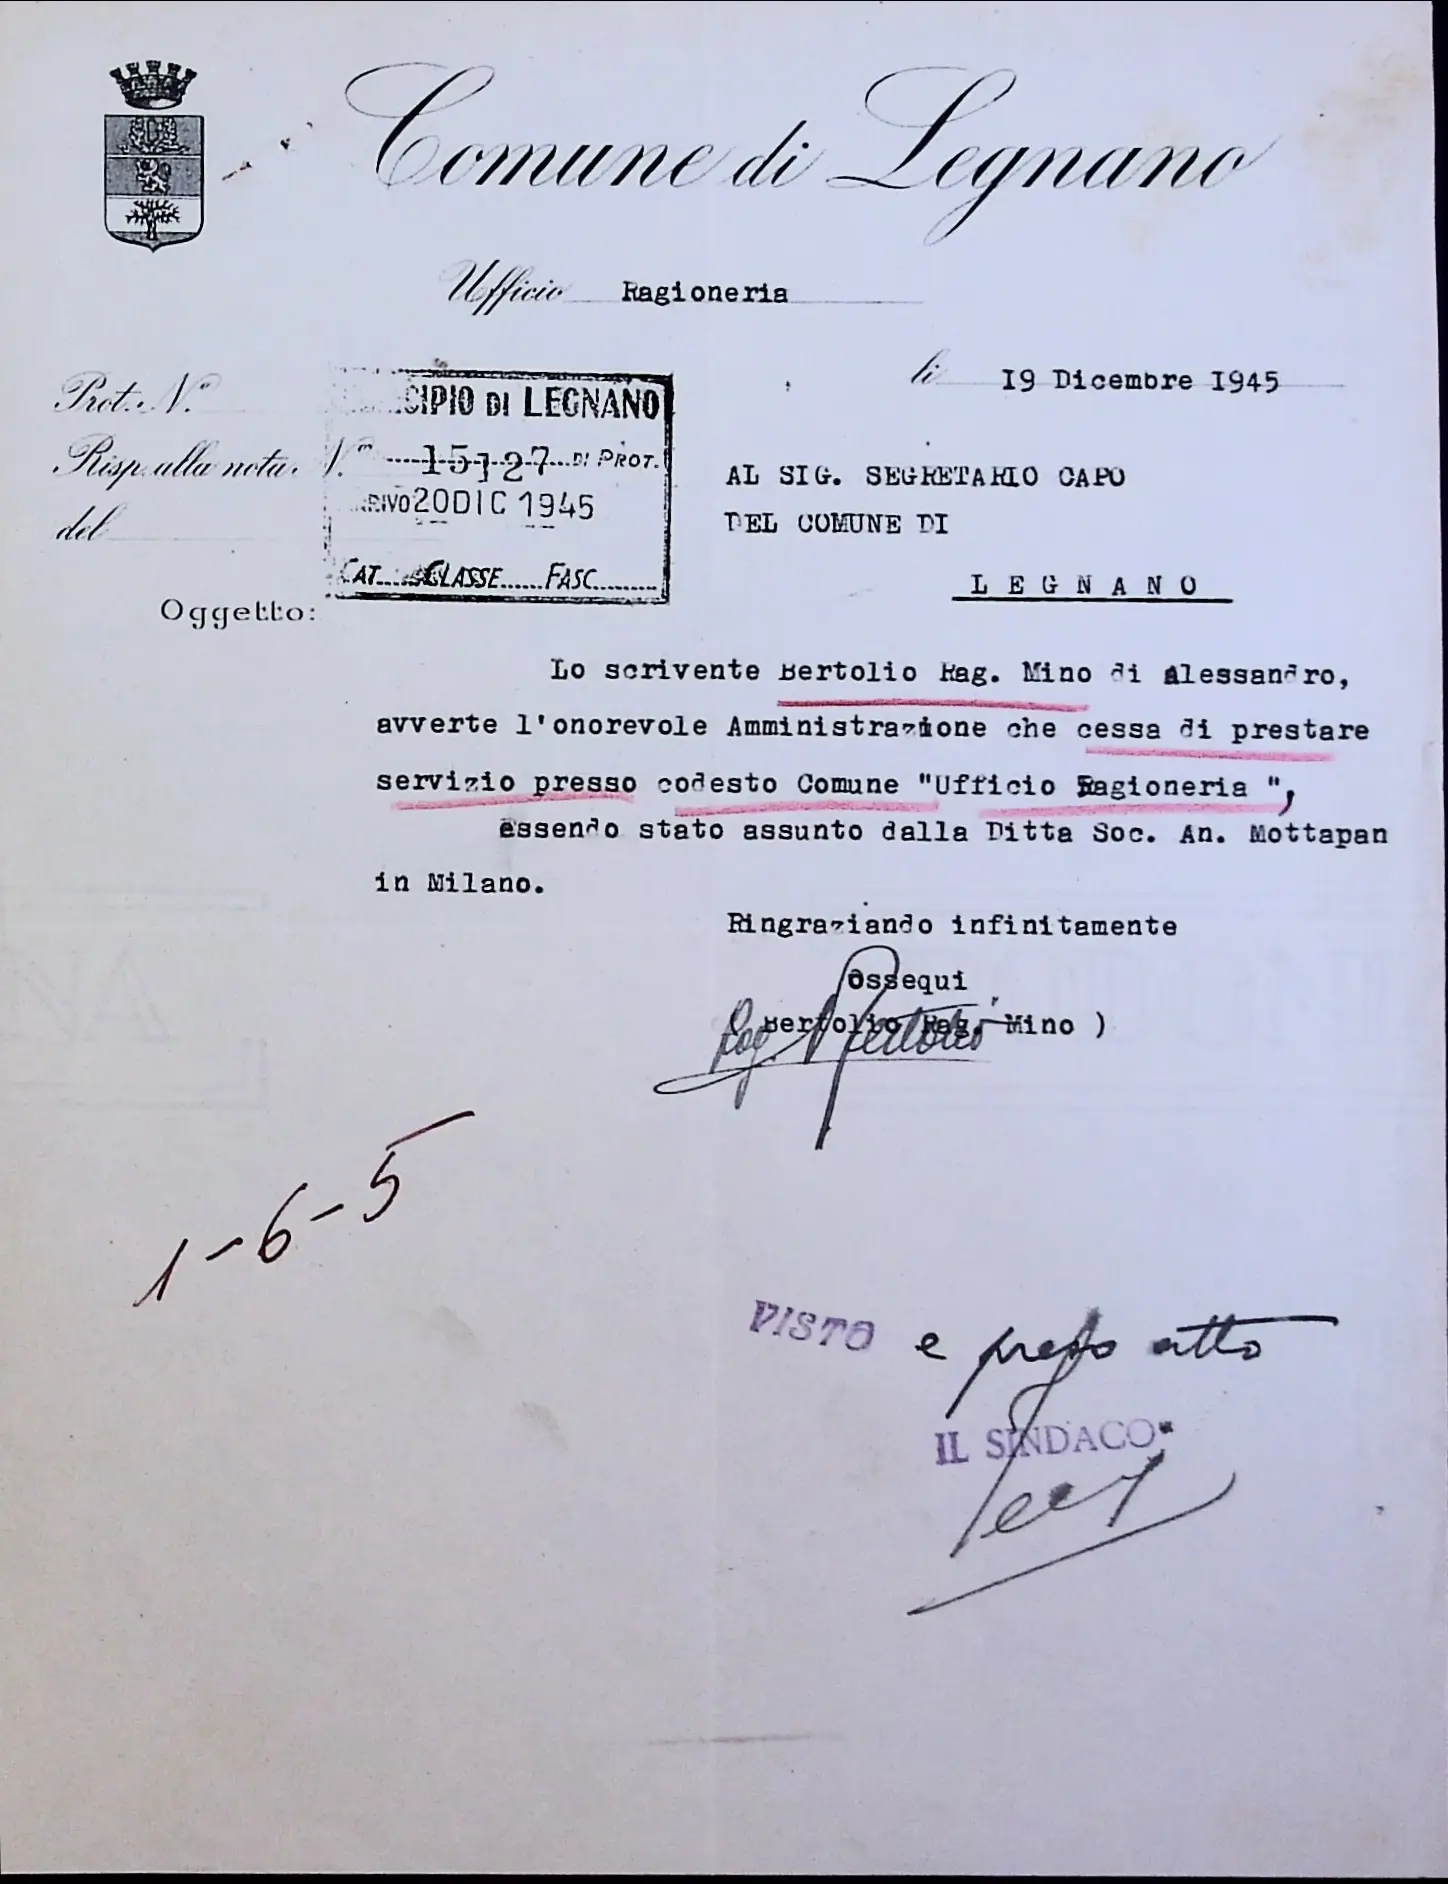 Comune di Legnano
Ufficio Ragioneria
li 19 Dicembre 1945
Prot. N.º
Risp. alla nota N.º
del
CIPIO DI LEGNANO
15127 DI PROT.
20 DIC 1945
CAT. CLASSE FASC.
AL SIG. SEGRETARIO CAPO
DEL COMUNE DI
LEGNANO
Oggetto:
Lo scrivente Bertolio Rag. Mino di Alessandro,
avverte l'onorevole Amministrazione che cessa di prestare
servizio presso codesto Comune "Ufficio Ragioneria ",
essendo stato assunto dalla Ditta Soc. An. Mottapan
in Milano.
Ringraziando infinitamente
Ossequi
( Bertolio Rag. Mino )
Rag. Bertolio
1-6-5
VISTO e preso atto
IL SINDACO